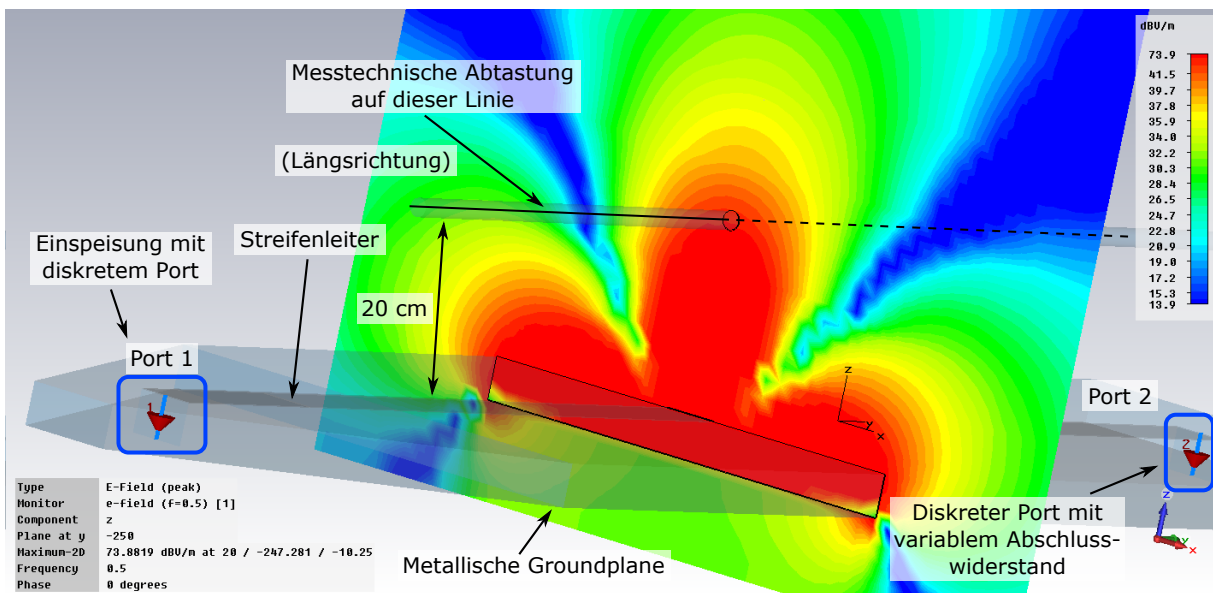 Messtechnische Abtastung
auf dieser Linie
(Längsrichtung)
Einspeisung mit
diskretem Port
Streifenleiter
20 cm
Port 1
1
Port 2
2
z
y
x
z
y
x
Diskreter Port mit
variablem Abschluss-
widerstand
Metallische Groundplane
dBV/m
73.9
41.5
39.7
37.8
35.9
34.0
32.2
30.3
28.4
26.5
24.7
22.8
20.9
19.0
17.2
15.3
13.9
Type E-Field (peak)
Monitor e-field (f=0.5) [1]
Component z
Plane at y -250
Maximum-2D 73.8819 dBV/m at 20 / -247.281 / -10.25
Frequency 0.5
Phase 0 degrees